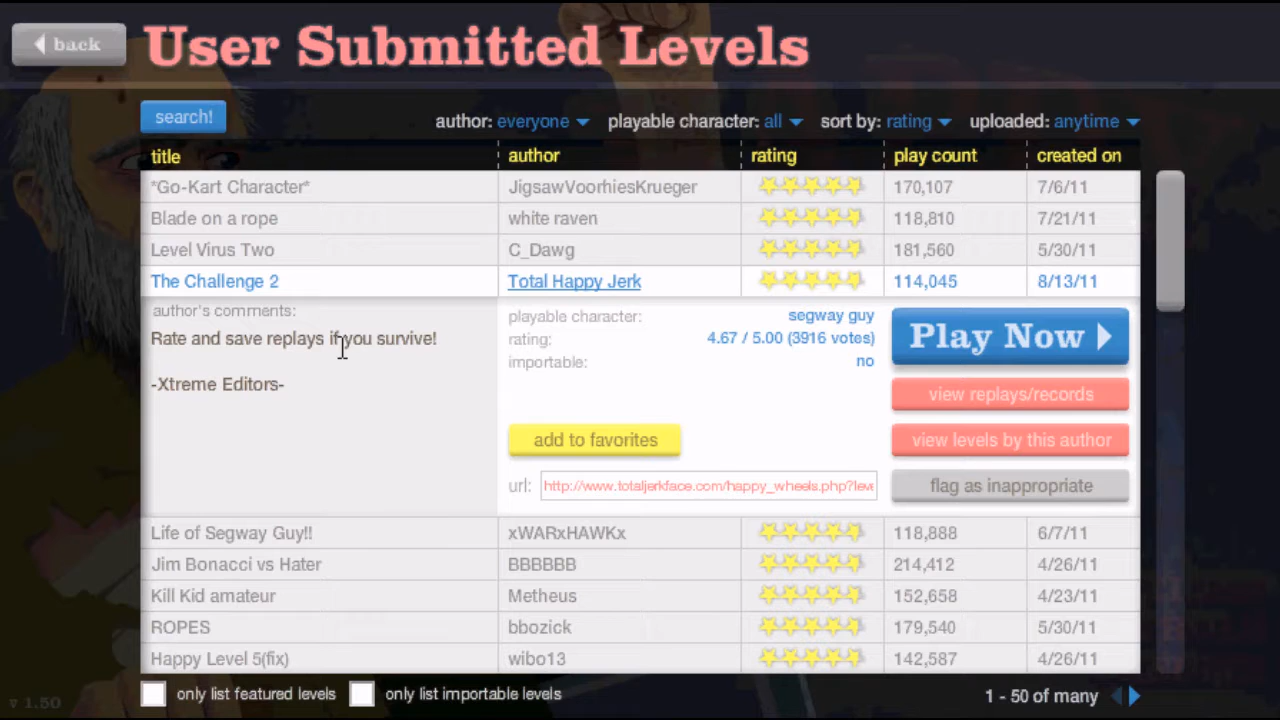 back
User Submitted Levels
search!
author: everyone playable character: all sort by: rating uploaded: anytime
title author rating play count created on
*Go-Kart Character* JigsawVoorhiesKrueger 170,107 7/6/11
Blade on a rope white raven 118,810 7/21/11
Level Virus Two C_Dawg 181,560 5/30/11
The Challenge 2 Total Happy Jerk 114,045 8/13/11
author's comments:
Rate and save replays if you survive!
-Xtreme Editors-
playable character: segway guy
rating: 4.67 / 5.00 (3916 votes)
importable: no
add to favorites
url: http://www.totaljerkface.com/happy_wheels.php?leve
Play Now
view replays/records
view levels by this author
flag as inappropriate
Life of Segway Guy!! xWARxHAWKx 118,888 6/7/11
Jim Bonacci vs Hater BBBBBB 214,412 4/26/11
Kill Kid amateur Metheus 152,658 4/23/11
ROPES bbozick 179,540 5/30/11
Happy Level 5(fix) wibo13 142,587 4/26/11
only list featured levels only list importable levels 1 - 50 of many
v 1.50